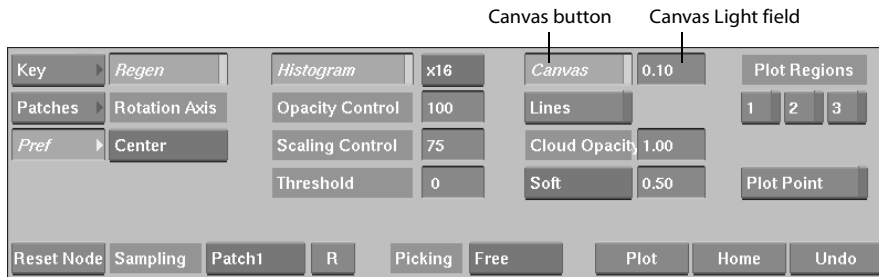 Canvas button Canvas Light field
Key Regen Histogram x16 Canvas 0.10 Plot Regions
Patches Rotation Axis Opacity Control 100 Lines 1 2 3
Pref Center Scaling Control 75 Cloud Opacity 1.00
Threshold 0 Soft 0.50 Plot Point
Reset Node Sampling Patch1 R Picking Free Plot Home Undo